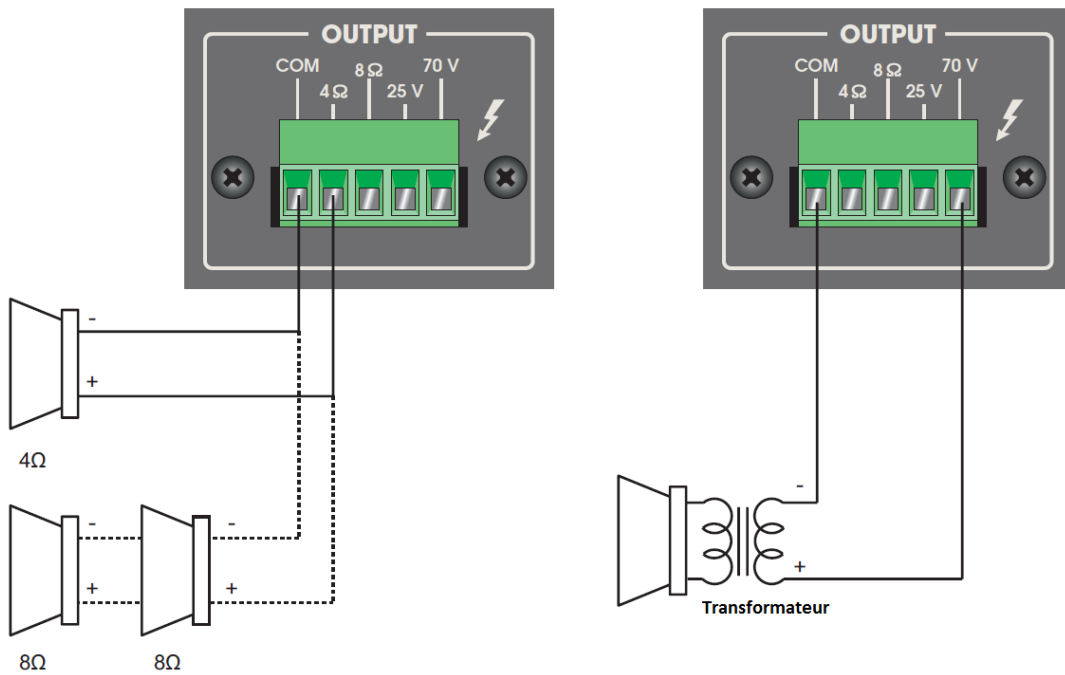 OUTPUT
COM 4Ω 8Ω 25 V 70 V
-
+
4Ω
-
+
-
+
8Ω
8Ω
OUTPUT
COM 4Ω 8Ω 25 V 70 V
-
+
Transformateur